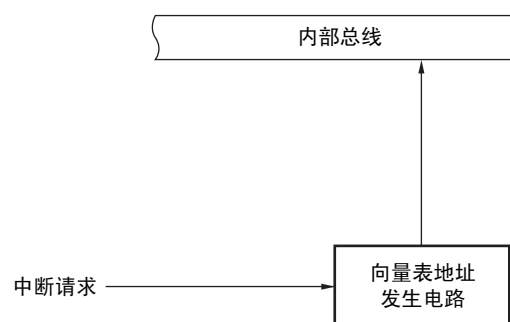 内部总线
中断请求
向量表地址
发生电路